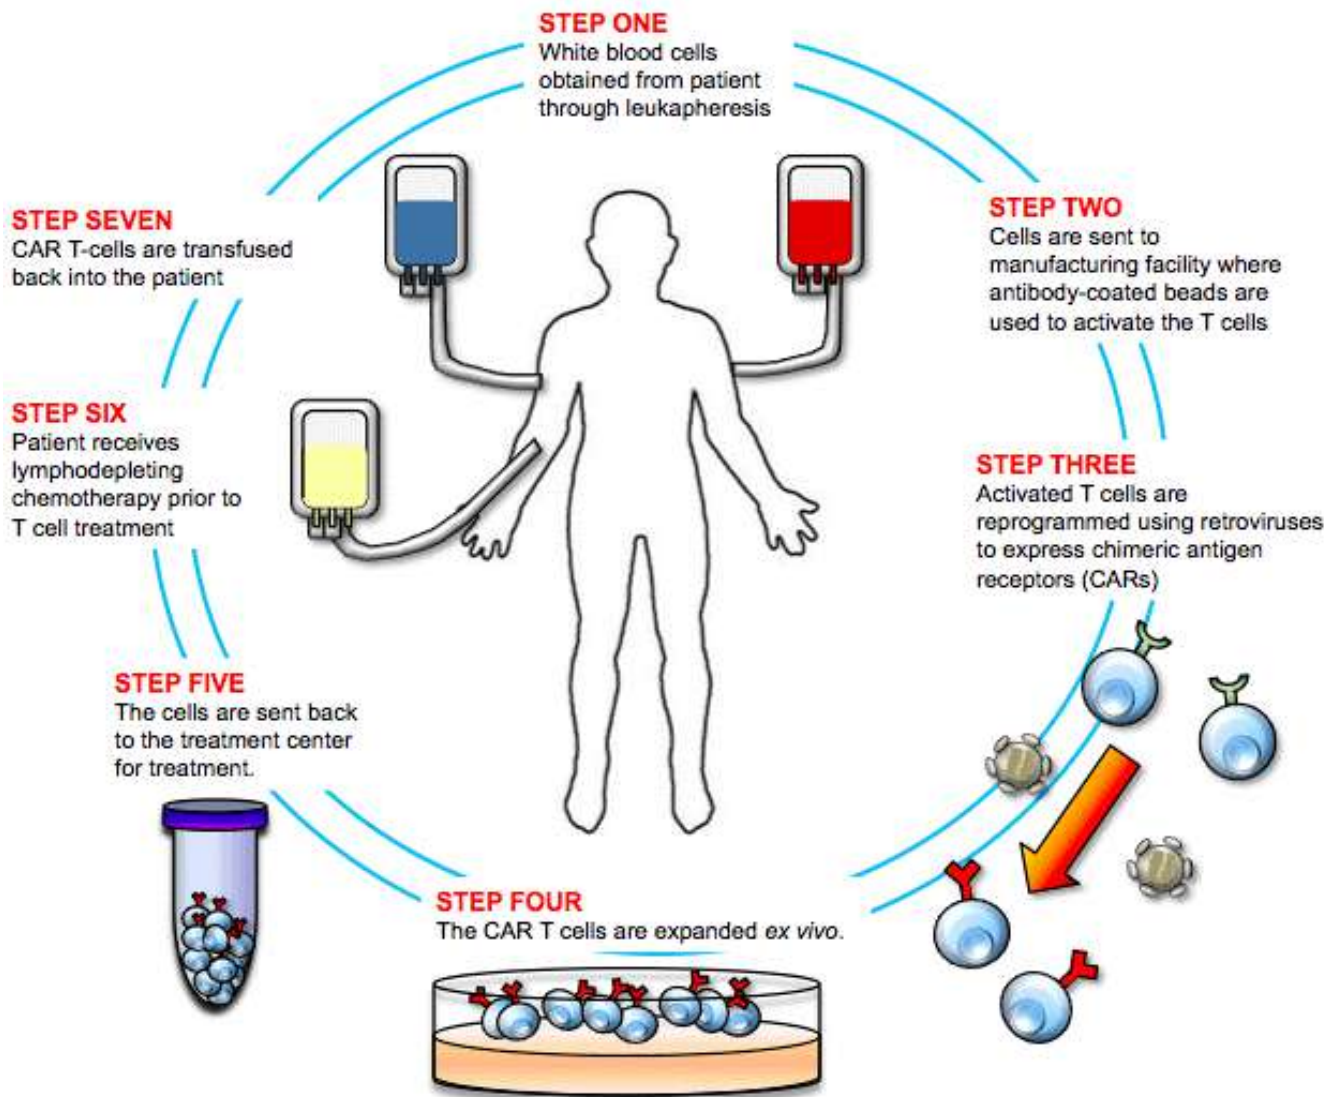 STEP ONE
White blood cells
obtained from patient
through leukapheresis
STEP TWO
Cells are sent to
manufacturing facility where
antibody-coated beads are
used to activate the T cells
STEP THREE
Activated T cells are
reprogrammed using retroviruses
to express chimeric antigen
receptors (CARs)
STEP FOUR
The CAR T cells are expanded ex vivo.
STEP FIVE
The cells are sent back
to the treatment center
for treatment.
STEP SIX
Patient receives
lymphodepleting
chemotherapy prior to
T cell treatment
STEP SEVEN
CAR T-cells are transfused
back into the patient